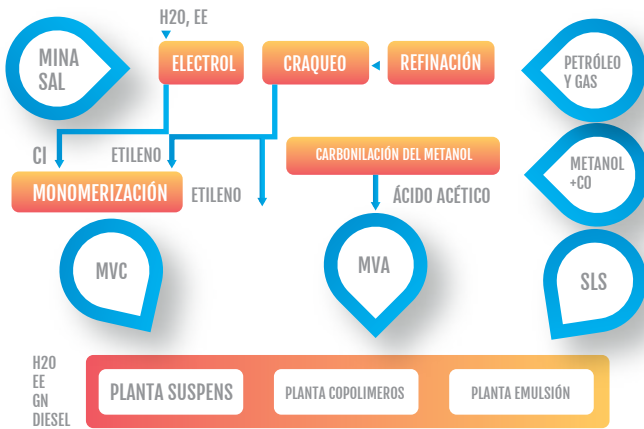 H2O, EE
MINA
SAL
ELECTROL
CRAQUEO
REFINACIÓN
PETRÓLEO
Y GAS
CI
ETILENO
CARBONILACIÓN DEL METANOL
METANOL
+CO
MONOMERIZACIÓN
ETILENO
ÁCIDO ACÉTICO
MVC
MVA
SLS
H2O
EE
GN
DIESEL
PLANTA SUSPENS
PLANTA COPOLIMEROS
PLANTA EMULSIÓN